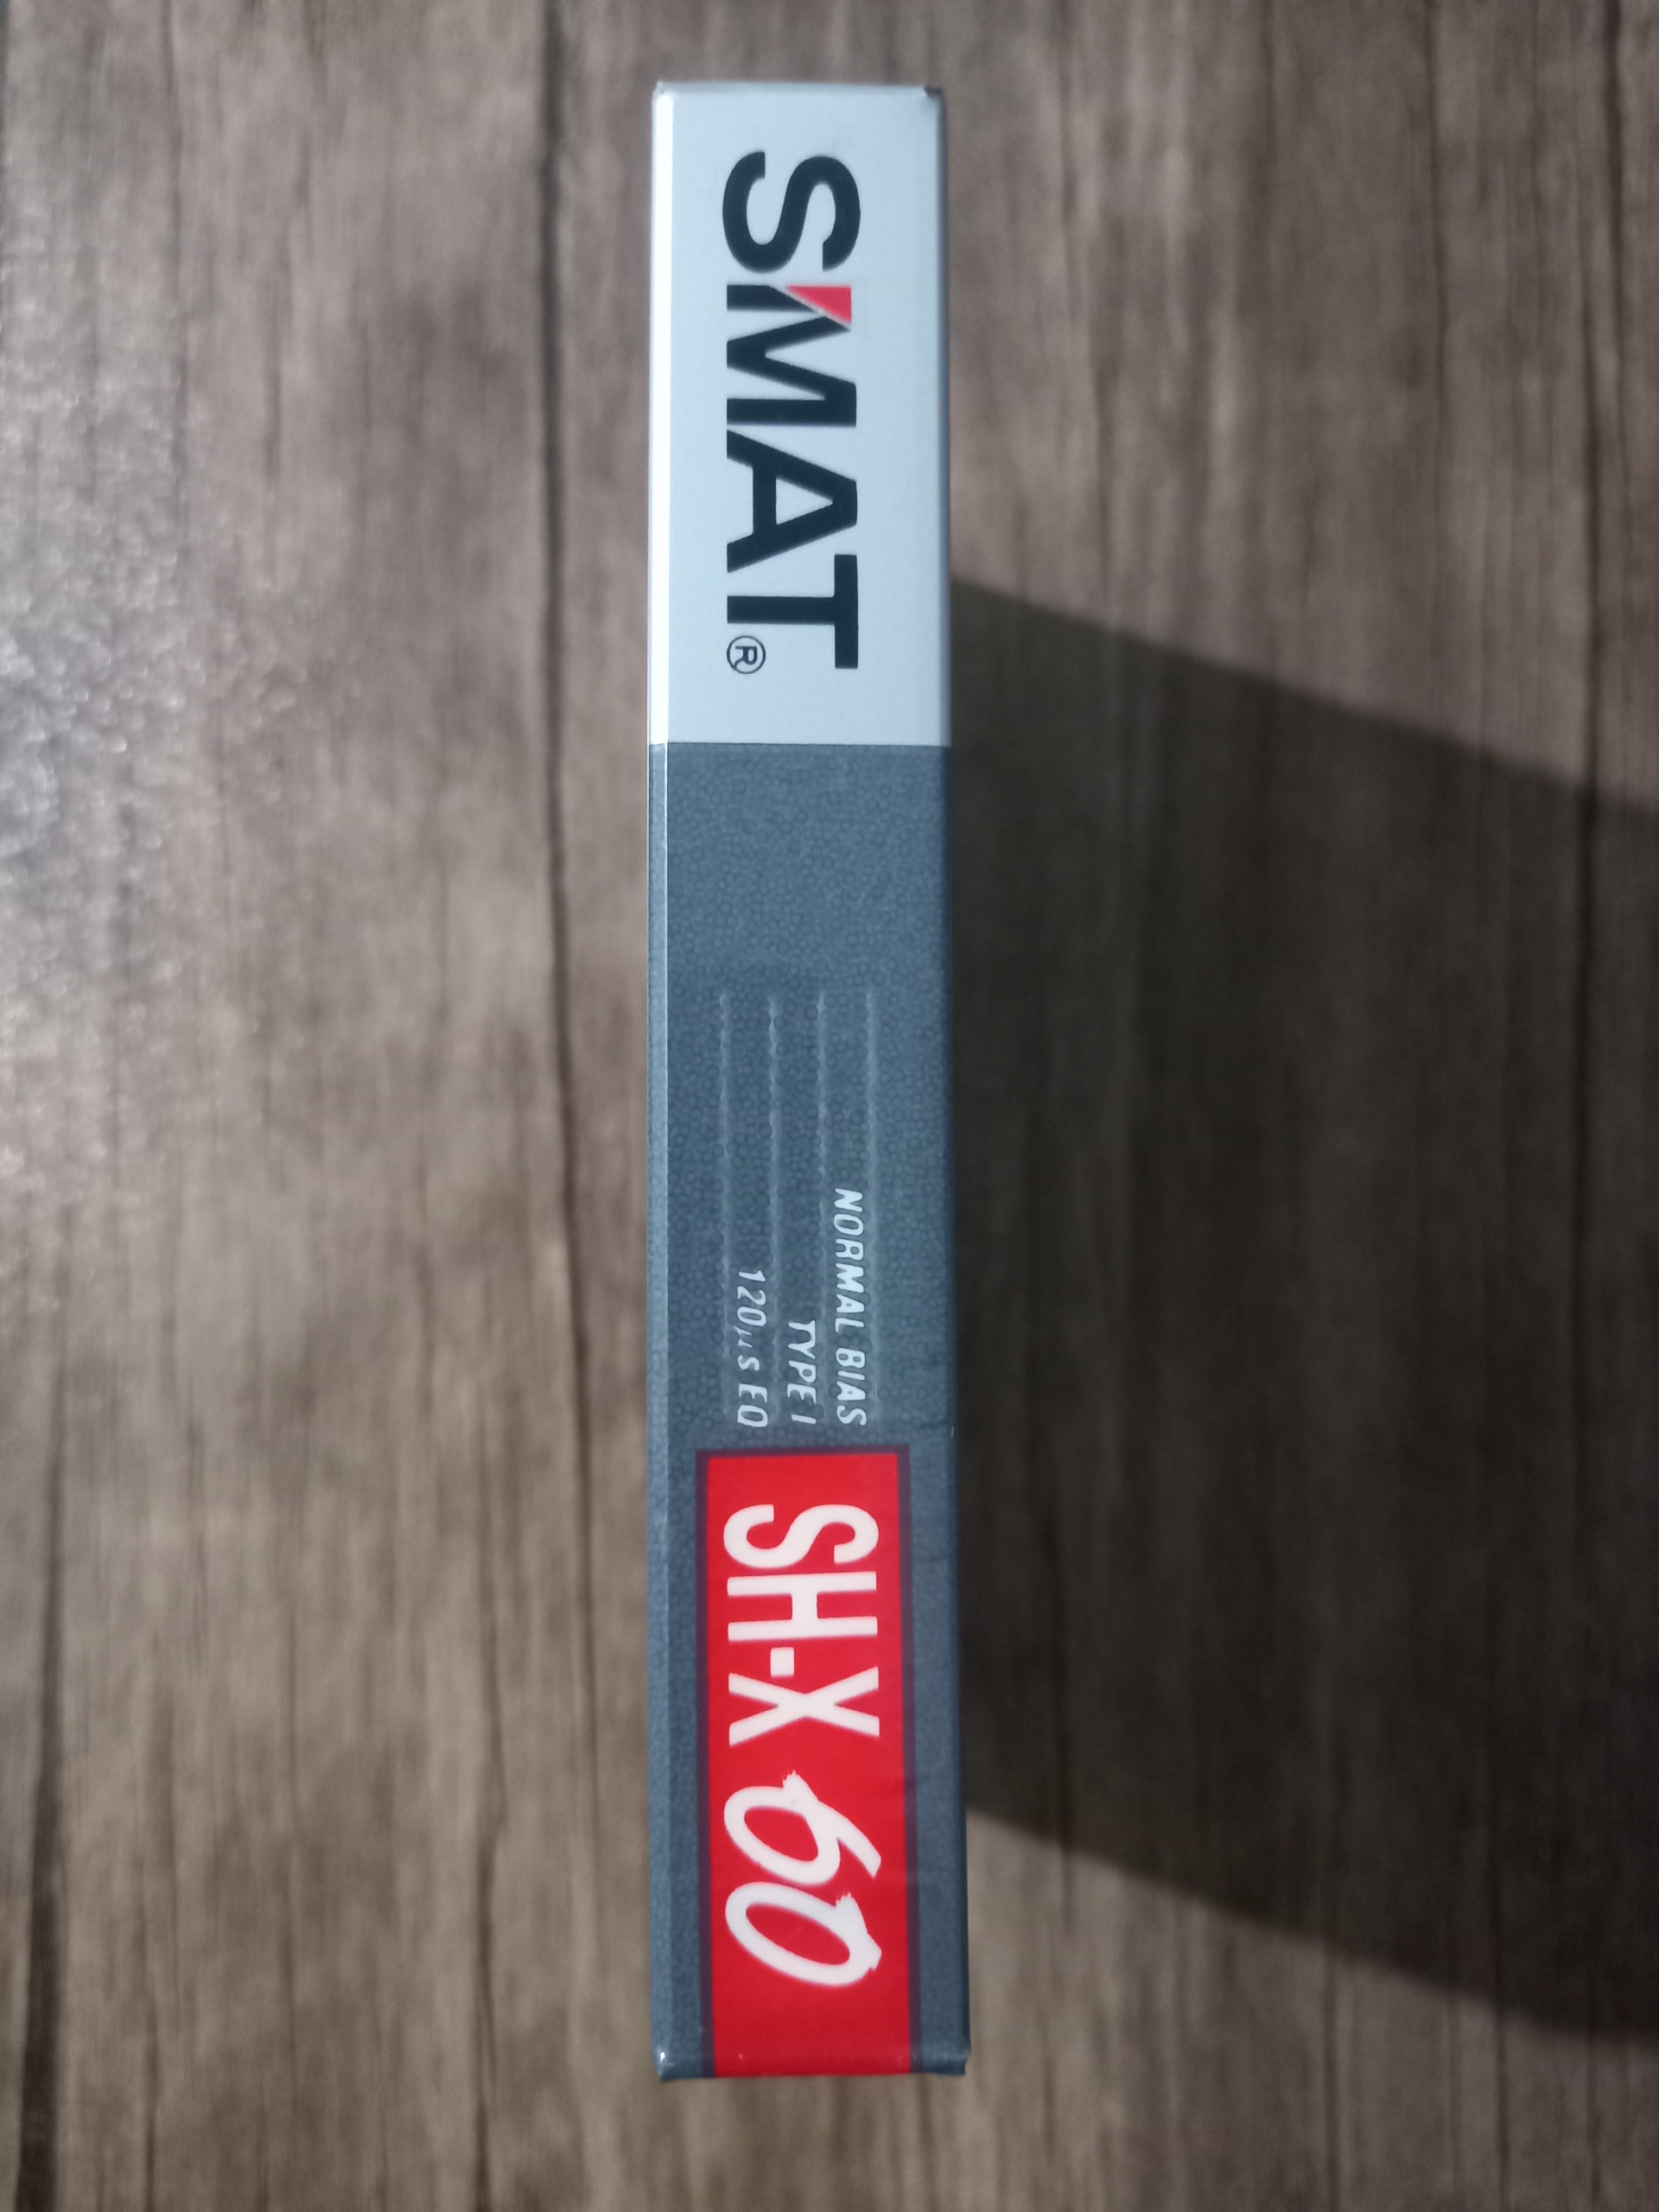 SMAT®
NORMAL BIAS
TYPE I
120µs EQ
SH-X 60